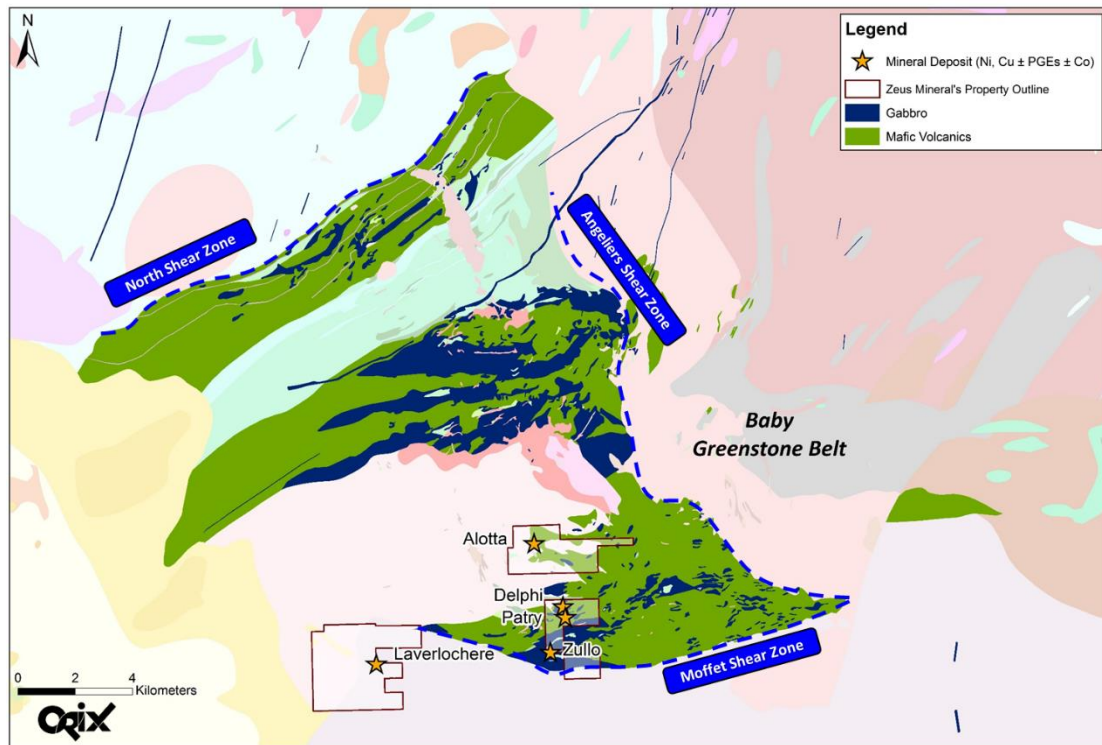 N
Legend
Mineral Deposit (Ni, Cu ± PGEs ± Co)
Zeus Mineral's Property Outline
Gabbro
Mafic Volcanics
North Shear Zone
Angeliers Shear Zone
Baby
Greenstone Belt
Alotta
Delphi
Patry
Zullo
Laverlochere
Moffet Shear Zone
0 2 4
Kilometers
Orix